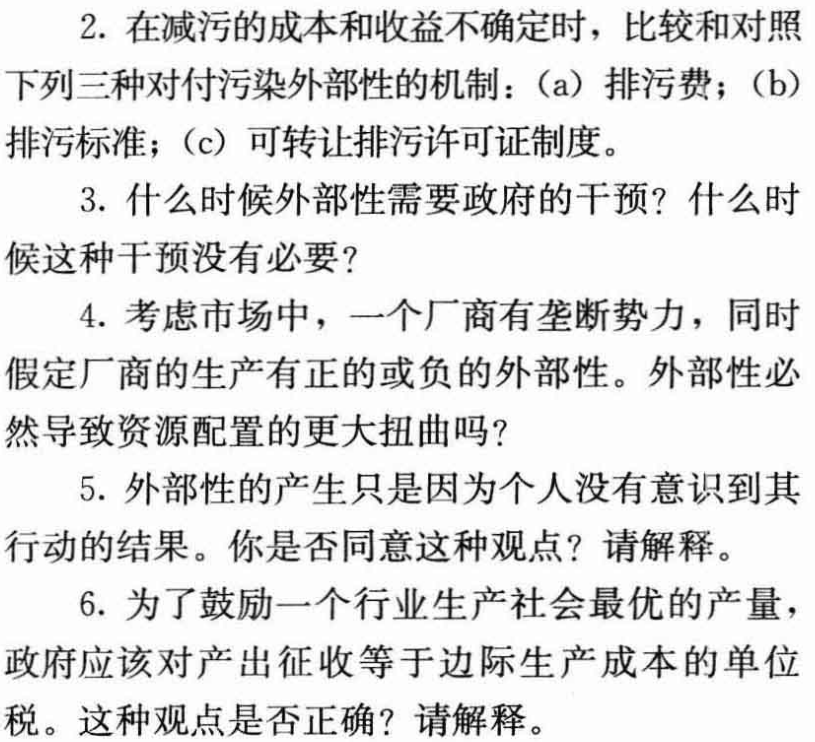 2. 在减污的成本和收益不确定时，比较和对照
下列三种对付污染外部性的机制：（a）排污费；（b）
排污标准；（c）可转让排污许可证制度。
3. 什么时候外部性需要政府的干预？什么时
候这种干预没有必要？
4. 考虑市场中，一个厂商有垄断势力，同时
假定厂商的生产有正的或负的外部性。外部性必
然导致资源配置的更大扭曲吗？
5. 外部性的产生只是因为个人没有意识到其
行动的结果。你是否同意这种观点？请解释。
6. 为了鼓励一个行业生产社会最优的产量，
政府应该对产出征收等于边际生产成本的单位
税。这种观点是否正确？请解释。